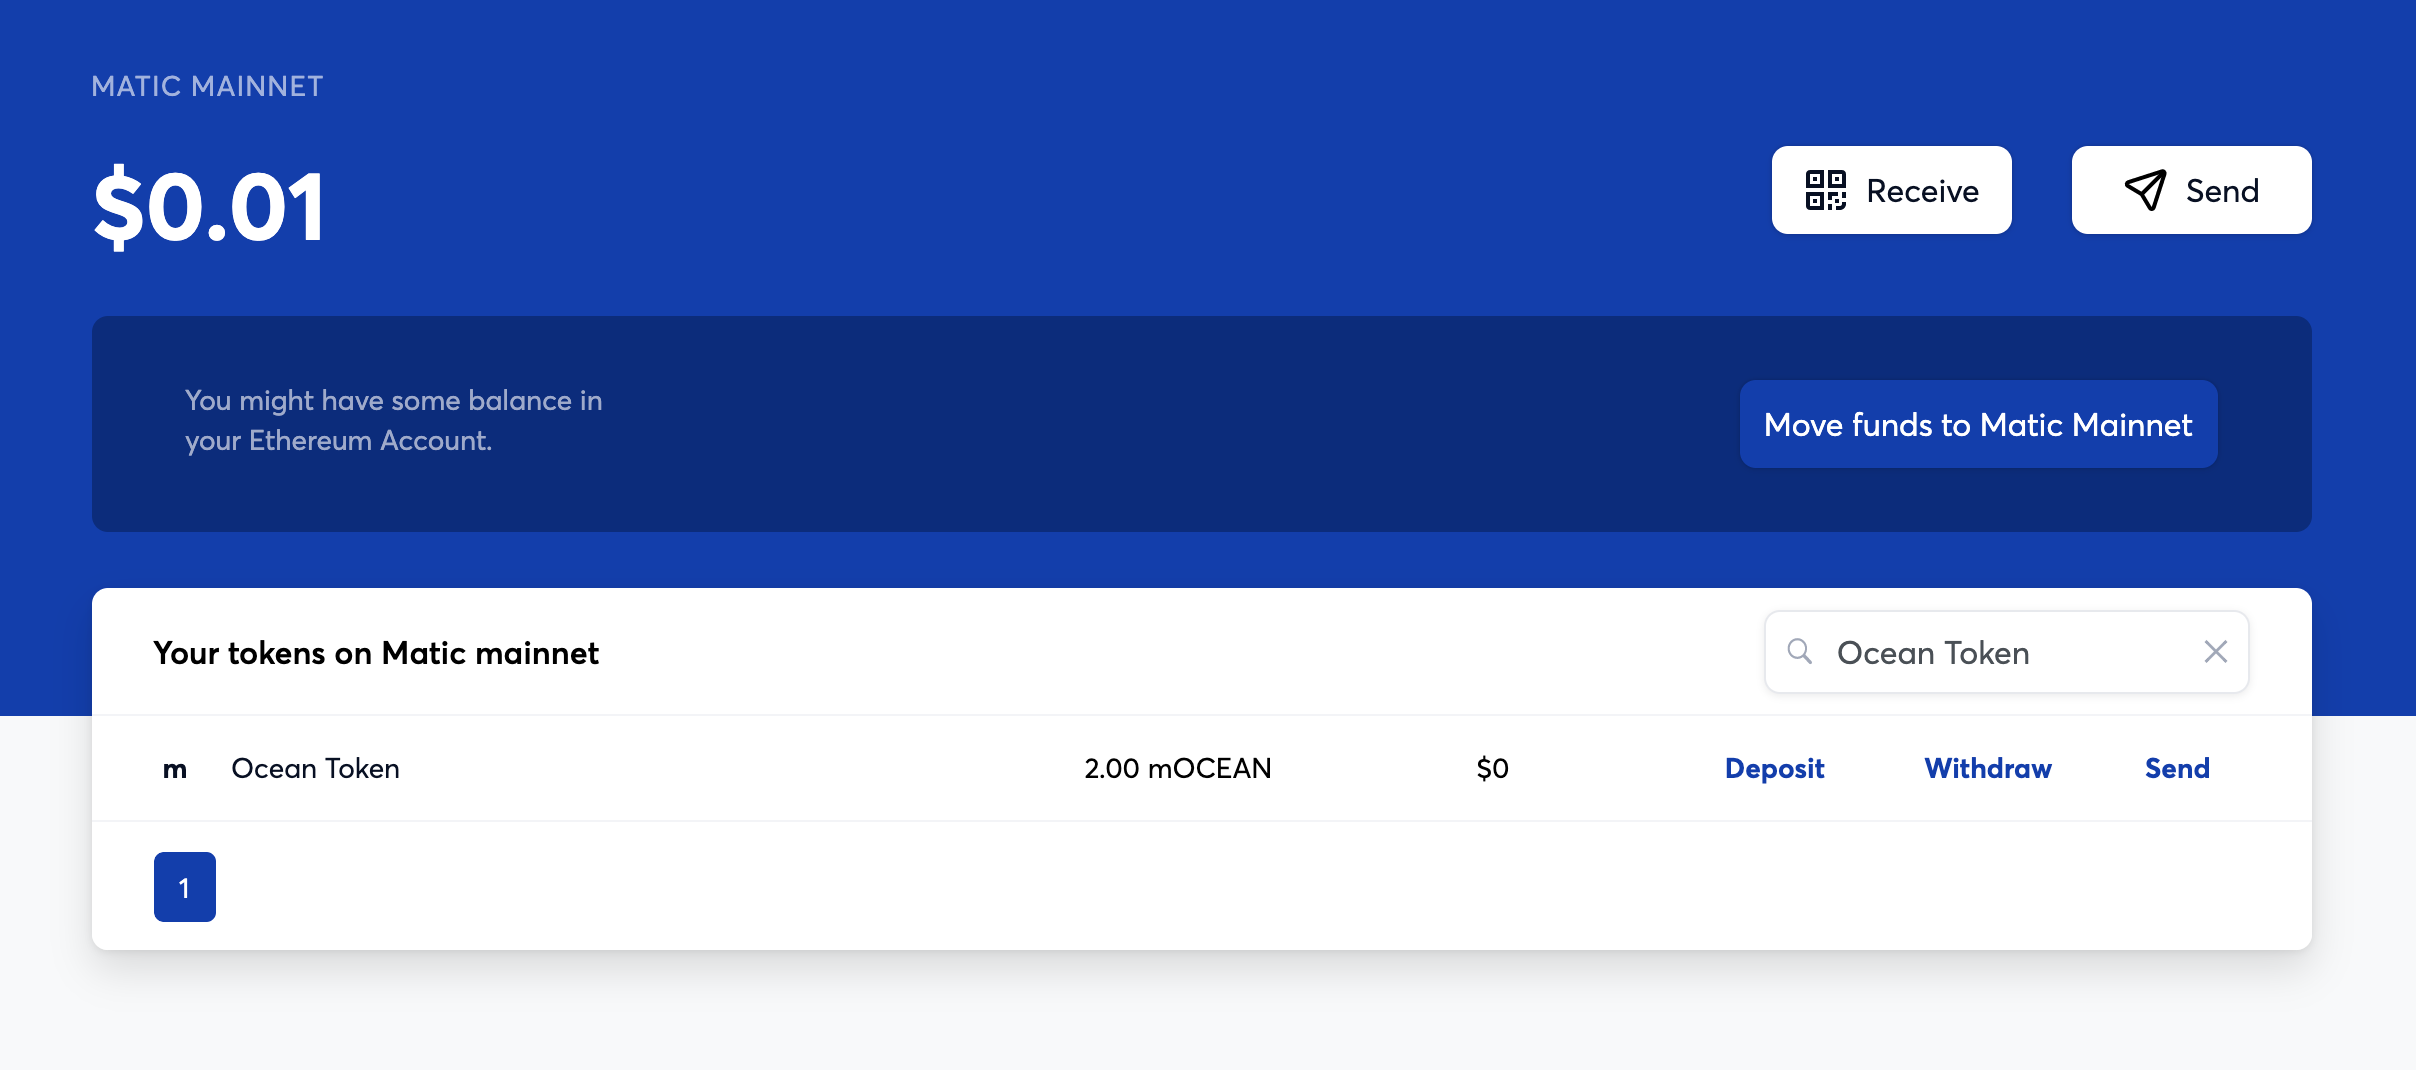 MATIC MAINNET
$0.01
Receive
Send
You might have some balance in
your Ethereum Account.
Move funds to Matic Mainnet
Your tokens on Matic mainnet
Ocean Token
m Ocean Token 2.00 mOCEAN $0 Deposit Withdraw Send
1